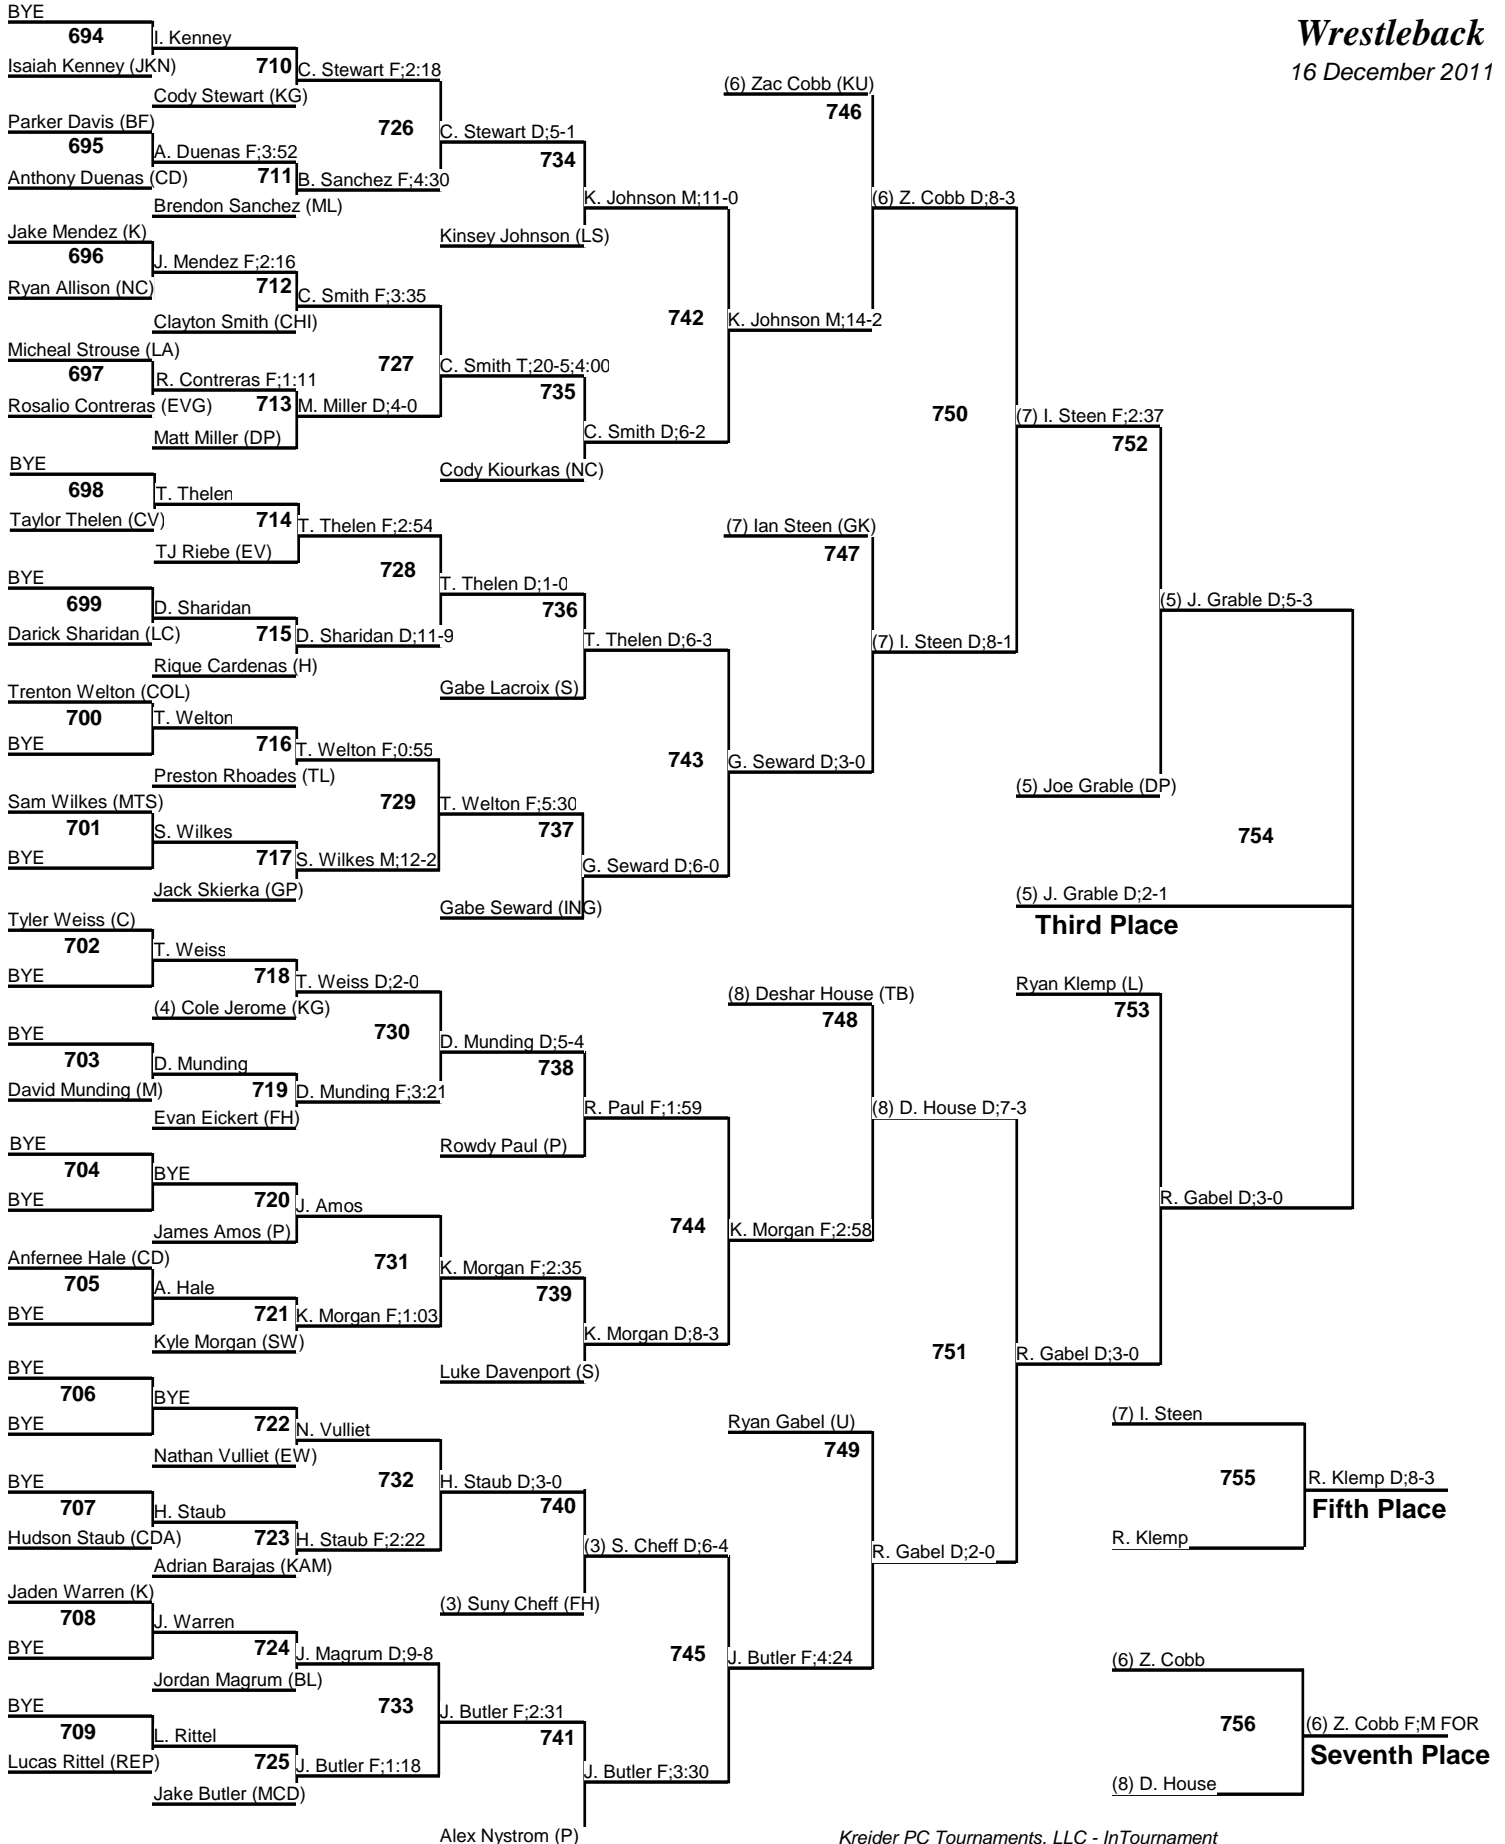 BYE
Wrestleback
16 December 2011
694
I. Kenney
Isaiah Kenney (JKN)
710
C. Stewart F;2:18
Cody Stewart (KG)
Parker Davis (BF)
695
A. Duenas F;3:52
Anthony Duenas (CD)
711
B. Sanchez F;4:30
Brendon Sanchez (ML)
726
C. Stewart D;5-1
734
K. Johnson M;11-0
Kinsey Johnson (LS)
Jake Mendez (K)
696
J. Mendez F;2:16
Ryan Allison (NC)
712
C. Smith F;3:35
Clayton Smith (CHI)
Micheal Strouse (LA)
697
R. Contreras F;1:11
Rosalio Contreras (EVG)
713
M. Miller D;4-0
Matt Miller (DP)
727
C. Smith T;20-5;4:00
735
C. Smith D;6-2
Cody Kiourkas (NC)
742
K. Johnson M;14-2
(6) Zac Cobb (KU)
746
(6) Z. Cobb D;8-3
BYE
698
T. Thelen
Taylor Thelen (CV)
714
T. Thelen F;2:54
TJ Riebe (EV)
BYE
699
D. Sharidan
Darick Sharidan (LC)
715
D. Sharidan D;11-9
Rique Cardenas (H)
728
T. Thelen D;1-0
736
T. Thelen D;6-3
Gabe Lacroix (S)
Trenton Welton (COL)
700
T. Welton
BYE
716
T. Welton F;0:55
Preston Rhoades (TL)
Sam Wilkes (MTS)
701
S. Wilkes
BYE
717
S. Wilkes M;12-2
Jack Skierka (GP)
729
T. Welton F;5:30
737
G. Seward D;6-0
Gabe Seward (ING)
743
G. Seward D;3-0
(7) Ian Steen (GK)
747
(7) I. Steen D;8-1
750
(7) I. Steen F;2:37
752
(5) J. Grable D;5-3
(5) Joe Grable (DP)
754
(5) J. Grable D;2-1
Third Place
Tyler Weiss (C)
702
T. Weiss
BYE
718
T. Weiss D;2-0
(4) Cole Jerome (KG)
BYE
703
D. Munding
David Munding (M)
719
D. Munding F;3:21
Evan Eickert (FH)
730
D. Munding D;5-4
738
R. Paul F;1:59
Rowdy Paul (P)
BYE
704
BYE
BYE
720
J. Amos
James Amos (P)
Anfernee Hale (CD)
705
A. Hale
BYE
721
K. Morgan F;1:03
Kyle Morgan (SW)
731
K. Morgan F;2:35
739
K. Morgan D;8-3
Luke Davenport (S)
744
K. Morgan F;2:58
(8) Deshar House (TB)
748
(8) D. House D;7-3
BYE
706
BYE
BYE
722
N. Vulliet
Nathan Vulliet (EW)
BYE
707
H. Staub
Hudson Staub (CDA)
723
H. Staub F;2:22
Adrian Barajas (KAM)
732
H. Staub D;3-0
740
(3) S. Cheff D;6-4
(3) Suny Cheff (FH)
Jaden Warren (K)
708
J. Warren
BYE
724
J. Magrum D;9-8
Jordan Magrum (BL)
BYE
709
L. Rittel
Lucas Rittel (REP)
725
J. Butler F;1:18
Jake Butler (MCD)
733
J. Butler F;2:31
741
J. Butler F;3:30
Alex Nystrom (P)
745
J. Butler F;4:24
Ryan Gabel (U)
749
R. Gabel D;2-0
751
R. Gabel D;3-0
Ryan Klemp (L)
753
R. Gabel D;3-0
(7) I. Steen
755
R. Klemp D;8-3
Fifth Place
R. Klemp
(6) Z. Cobb
756
(6) Z. Cobb F;M FOR
Seventh Place
(8) D. House
Kreider PC Tournaments, LLC - InTournament